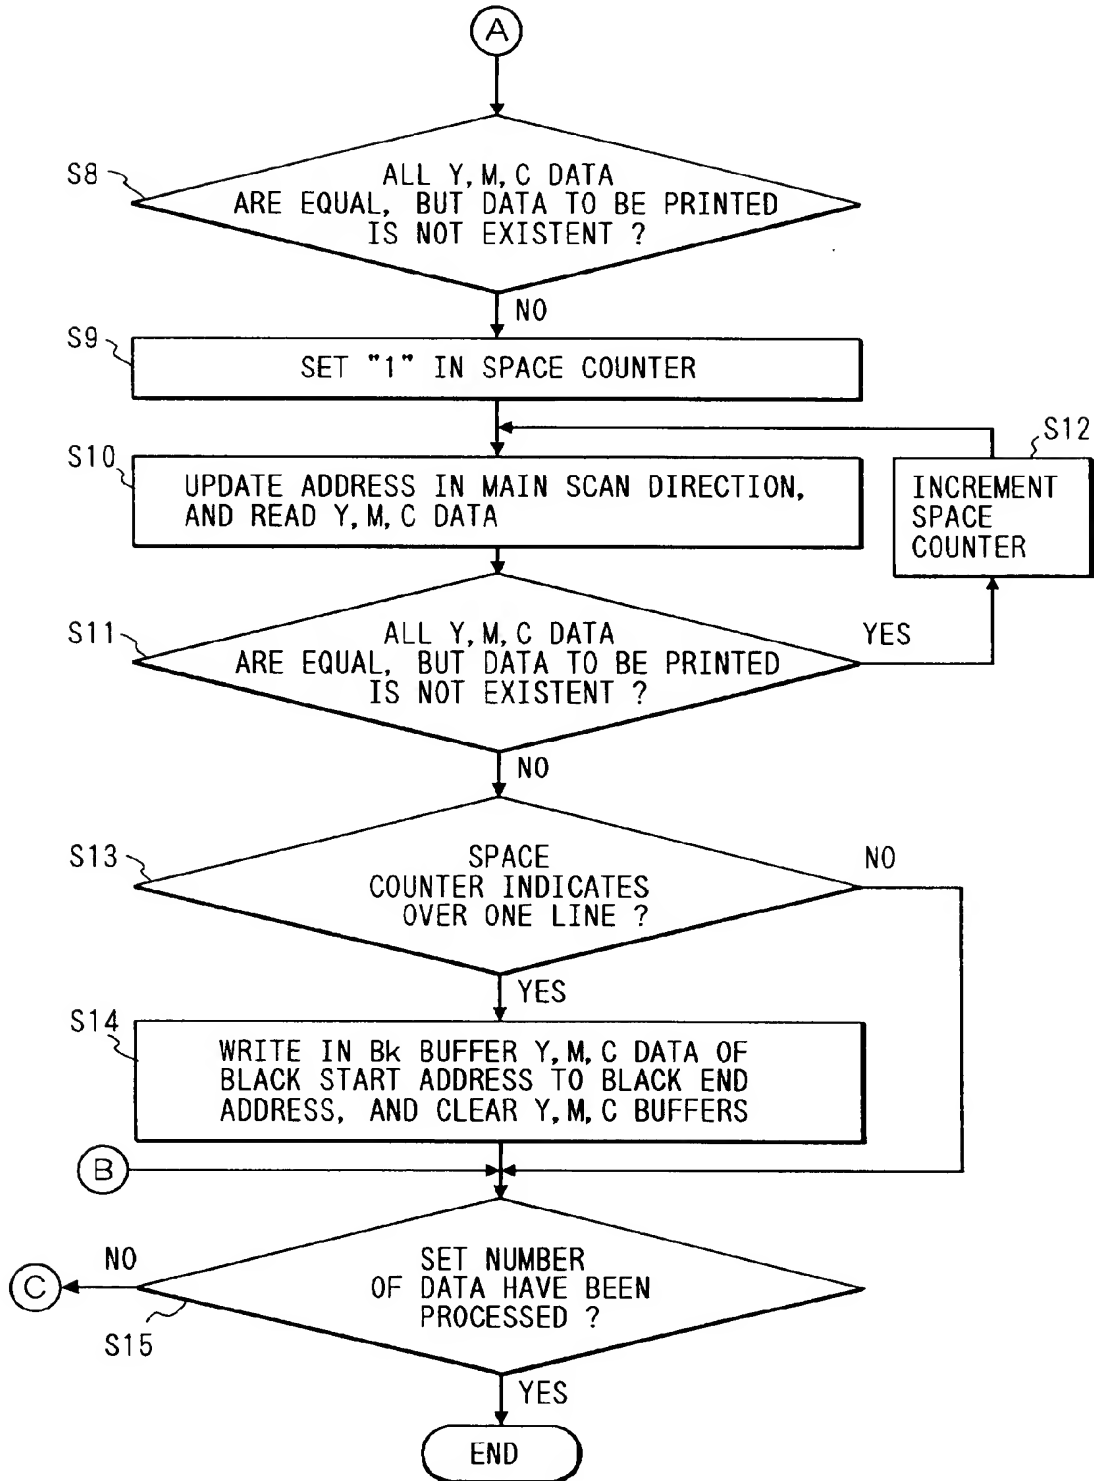 A
S8
ALL Y, M, C DATA
ARE EQUAL, BUT DATA TO BE PRINTED
IS NOT EXISTENT ?
NO
S9
SET "1" IN SPACE COUNTER
S12
S10
UPDATE ADDRESS IN MAIN SCAN DIRECTION,
AND READ Y, M, C DATA
INCREMENT
SPACE
COUNTER
S11
ALL Y, M, C DATA
ARE EQUAL, BUT DATA TO BE PRINTED
IS NOT EXISTENT ?
YES
NO
S13
SPACE
COUNTER INDICATES
OVER ONE LINE ?
NO
YES
S14
WRITE IN Bk BUFFER Y, M, C DATA OF
BLACK START ADDRESS TO BLACK END
ADDRESS, AND CLEAR Y, M, C BUFFERS
B
SET NUMBER
OF DATA HAVE BEEN
PROCESSED ?
NO
C
S15
YES
END